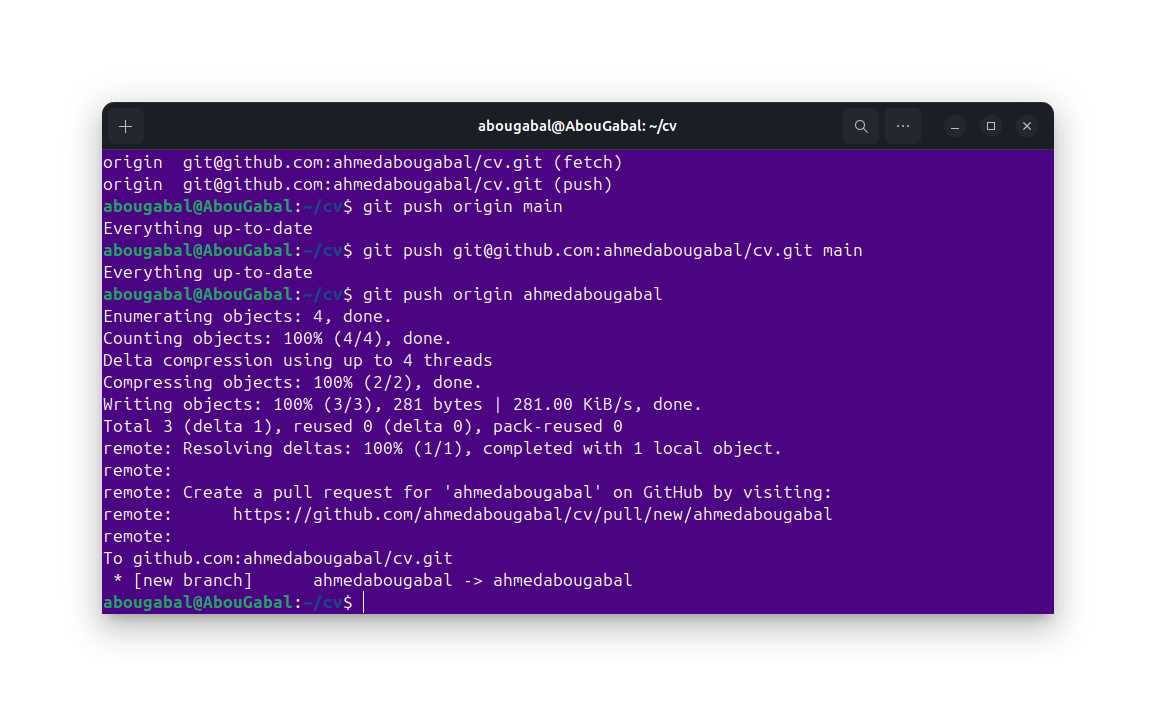 abougabal@AbouGabal: ~/cv
origin  git@github.com:ahmedabougabal/cv.git (fetch)
origin  git@github.com:ahmedabougabal/cv.git (push)
abougabal@AbouGabal:~/cv$ git push origin main
Everything up-to-date
abougabal@AbouGabal:~/cv$ git push git@github.com:ahmedabougabal/cv.git main
Everything up-to-date
abougabal@AbouGabal:~/cv$ git push origin ahmedabougabal
Enumerating objects: 4, done.
Counting objects: 100% (4/4), done.
Delta compression using up to 4 threads
Compressing objects: 100% (2/2), done.
Writing objects: 100% (3/3), 281 bytes | 281.00 KiB/s, done.
Total 3 (delta 1), reused 0 (delta 0), pack-reused 0
remote: Resolving deltas: 100% (1/1), completed with 1 local object.
remote:
remote: Create a pull request for 'ahmedabougabal' on GitHub by visiting:
remote:      https://github.com/ahmedabougabal/cv/pull/new/ahmedabougabal
remote:
To github.com:ahmedabougabal/cv.git
 * [new branch]      ahmedabougabal -> ahmedabougabal
abougabal@AbouGabal:~/cv$